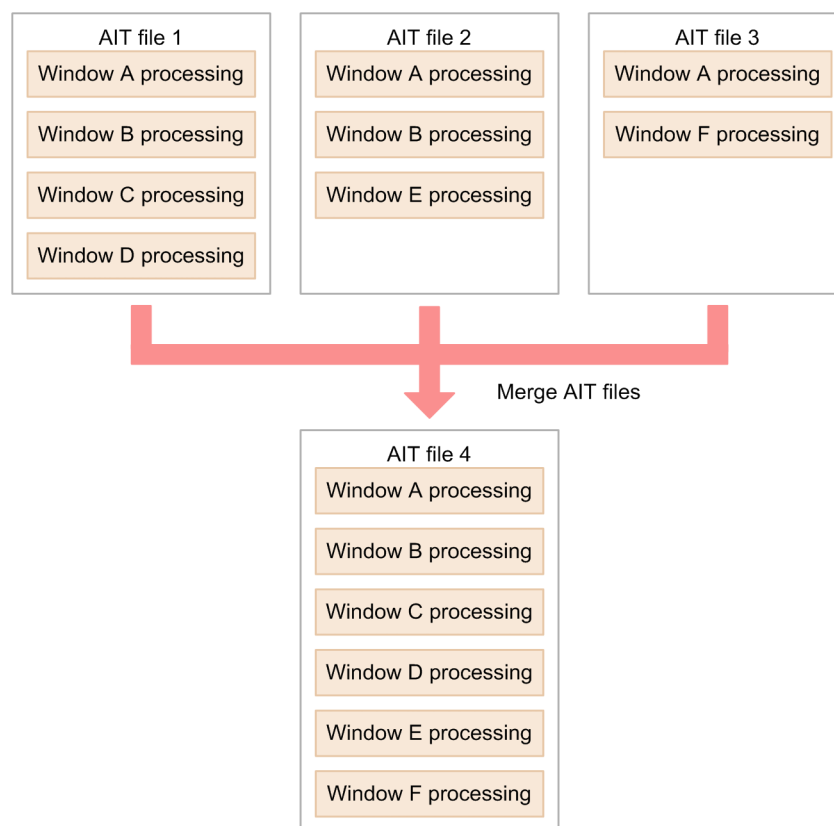 AIT file 1
Window A processing
Window B processing
Window C processing
Window D processing
AIT file 2
Window A processing
Window B processing
Window E processing
AIT file 3
Window A processing
Window F processing
Merge AIT files
AIT file 4
Window A processing
Window B processing
Window C processing
Window D processing
Window E processing
Window F processing